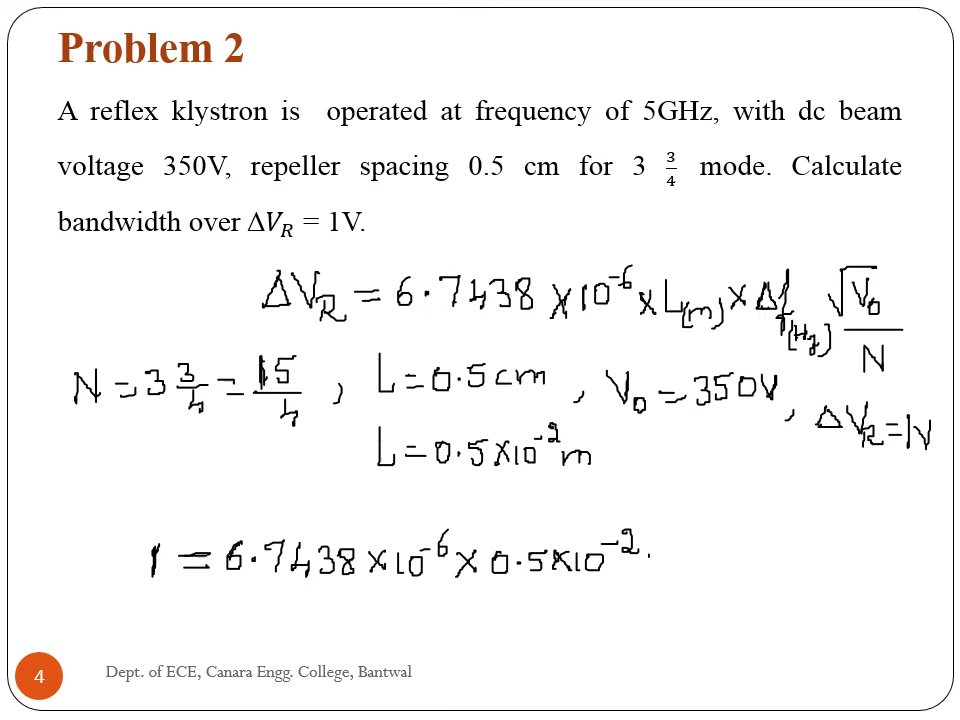 Problem 2
A reflex klystron is operated at frequency of 5GHz, with dc beam
voltage 350V, repeller spacing 0.5 cm for 3 3/4 mode. Calculate
bandwidth over ΔV_R = 1V.
ΔV_R = 6.7438 × 10^-6 × L(m) × Δf(Hz) √V₀/N
N = 3 3/4 = 15/4 , L = 0.5cm , V₀ = 350V , ΔV_R = 1V
L = 0.5×10^-2 m
1 = 6.7438×10^-6 × 0.5×10^-2 .
4 Dept. of ECE, Canara Engg. College, Bantwal